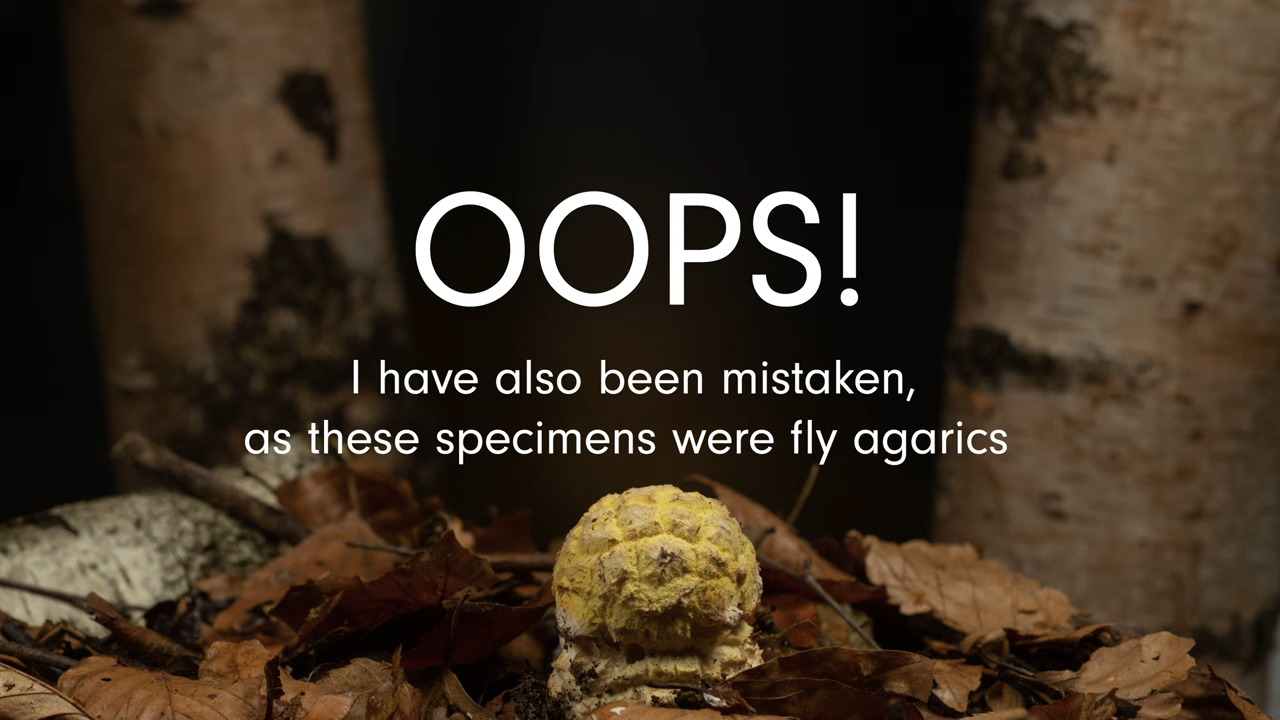 OOPS!
I have also been mistaken,
as these specimens were fly agarics